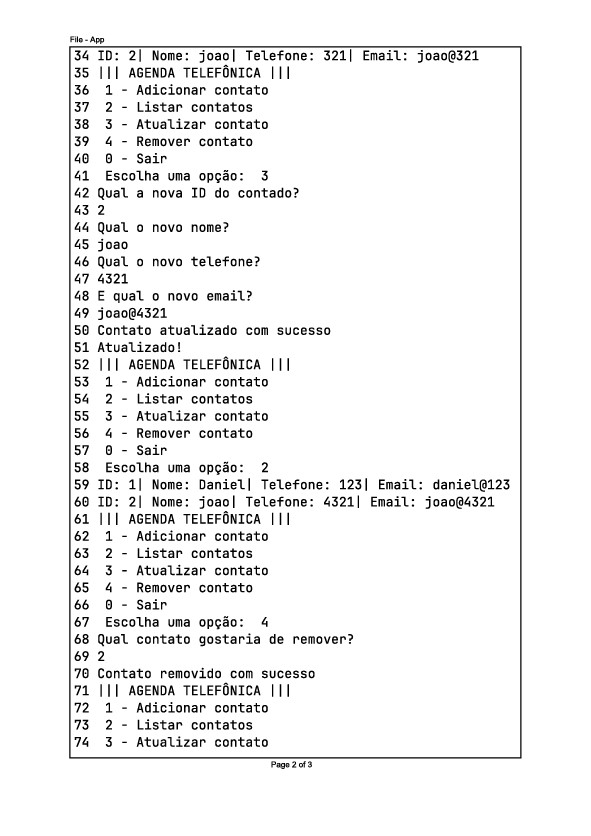 File - App
34 ID: 2| Nome: joao| Telefone: 321| Email: joao@321
35 ||| AGENDA TELEFÔNICA |||
36  1 - Adicionar contato
37  2 - Listar contatos
38  3 - Atualizar contato
39  4 - Remover contato
40  0 - Sair
41  Escolha uma opção:  3
42 Qual a nova ID do contado?
43 2
44 Qual o novo nome?
45 joao
46 Qual o novo telefone?
47 4321
48 E qual o novo email?
49 joao@4321
50 Contato atualizado com sucesso
51 Atualizado!
52 ||| AGENDA TELEFÔNICA |||
53  1 - Adicionar contato
54  2 - Listar contatos
55  3 - Atualizar contato
56  4 - Remover contato
57  0 - Sair
58  Escolha uma opção:  2
59 ID: 1| Nome: Daniel| Telefone: 123| Email: daniel@123
60 ID: 2| Nome: joao| Telefone: 4321| Email: joao@4321
61 ||| AGENDA TELEFÔNICA |||
62  1 - Adicionar contato
63  2 - Listar contatos
64  3 - Atualizar contato
65  4 - Remover contato
66  0 - Sair
67  Escolha uma opção:  4
68 Qual contato gostaria de remover?
69 2
70 Contato removido com sucesso
71 ||| AGENDA TELEFÔNICA |||
72  1 - Adicionar contato
73  2 - Listar contatos
74  3 - Atualizar contato
Page 2 of 3